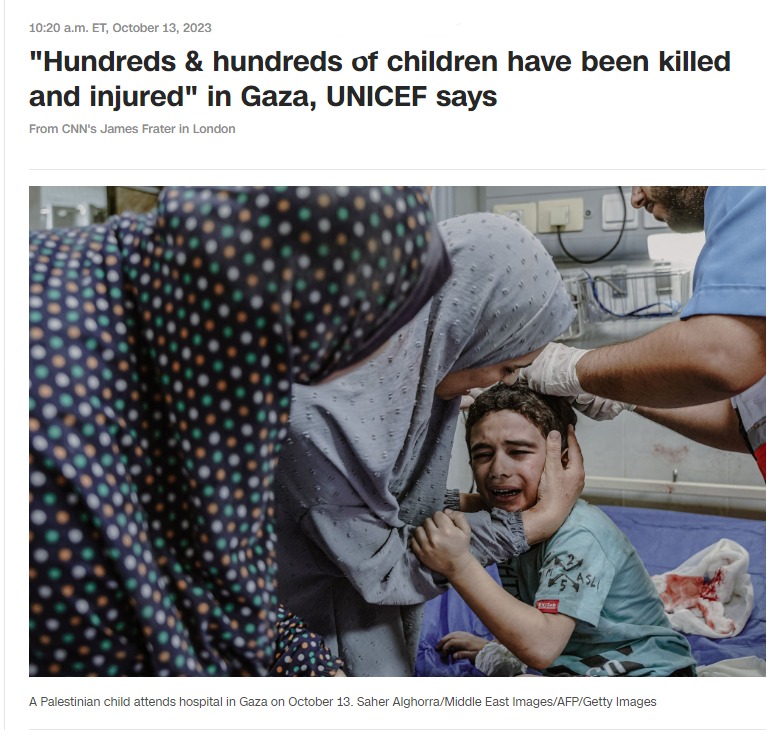 10:20 a.m. ET, October 13, 2023
"Hundreds & hundreds of children have been killed
and injured" in Gaza, UNICEF says
From CNN's James Frater in London
A Palestinian child attends hospital in Gaza on October 13. Saher Alghorra/Middle East Images/AFP/Getty Images